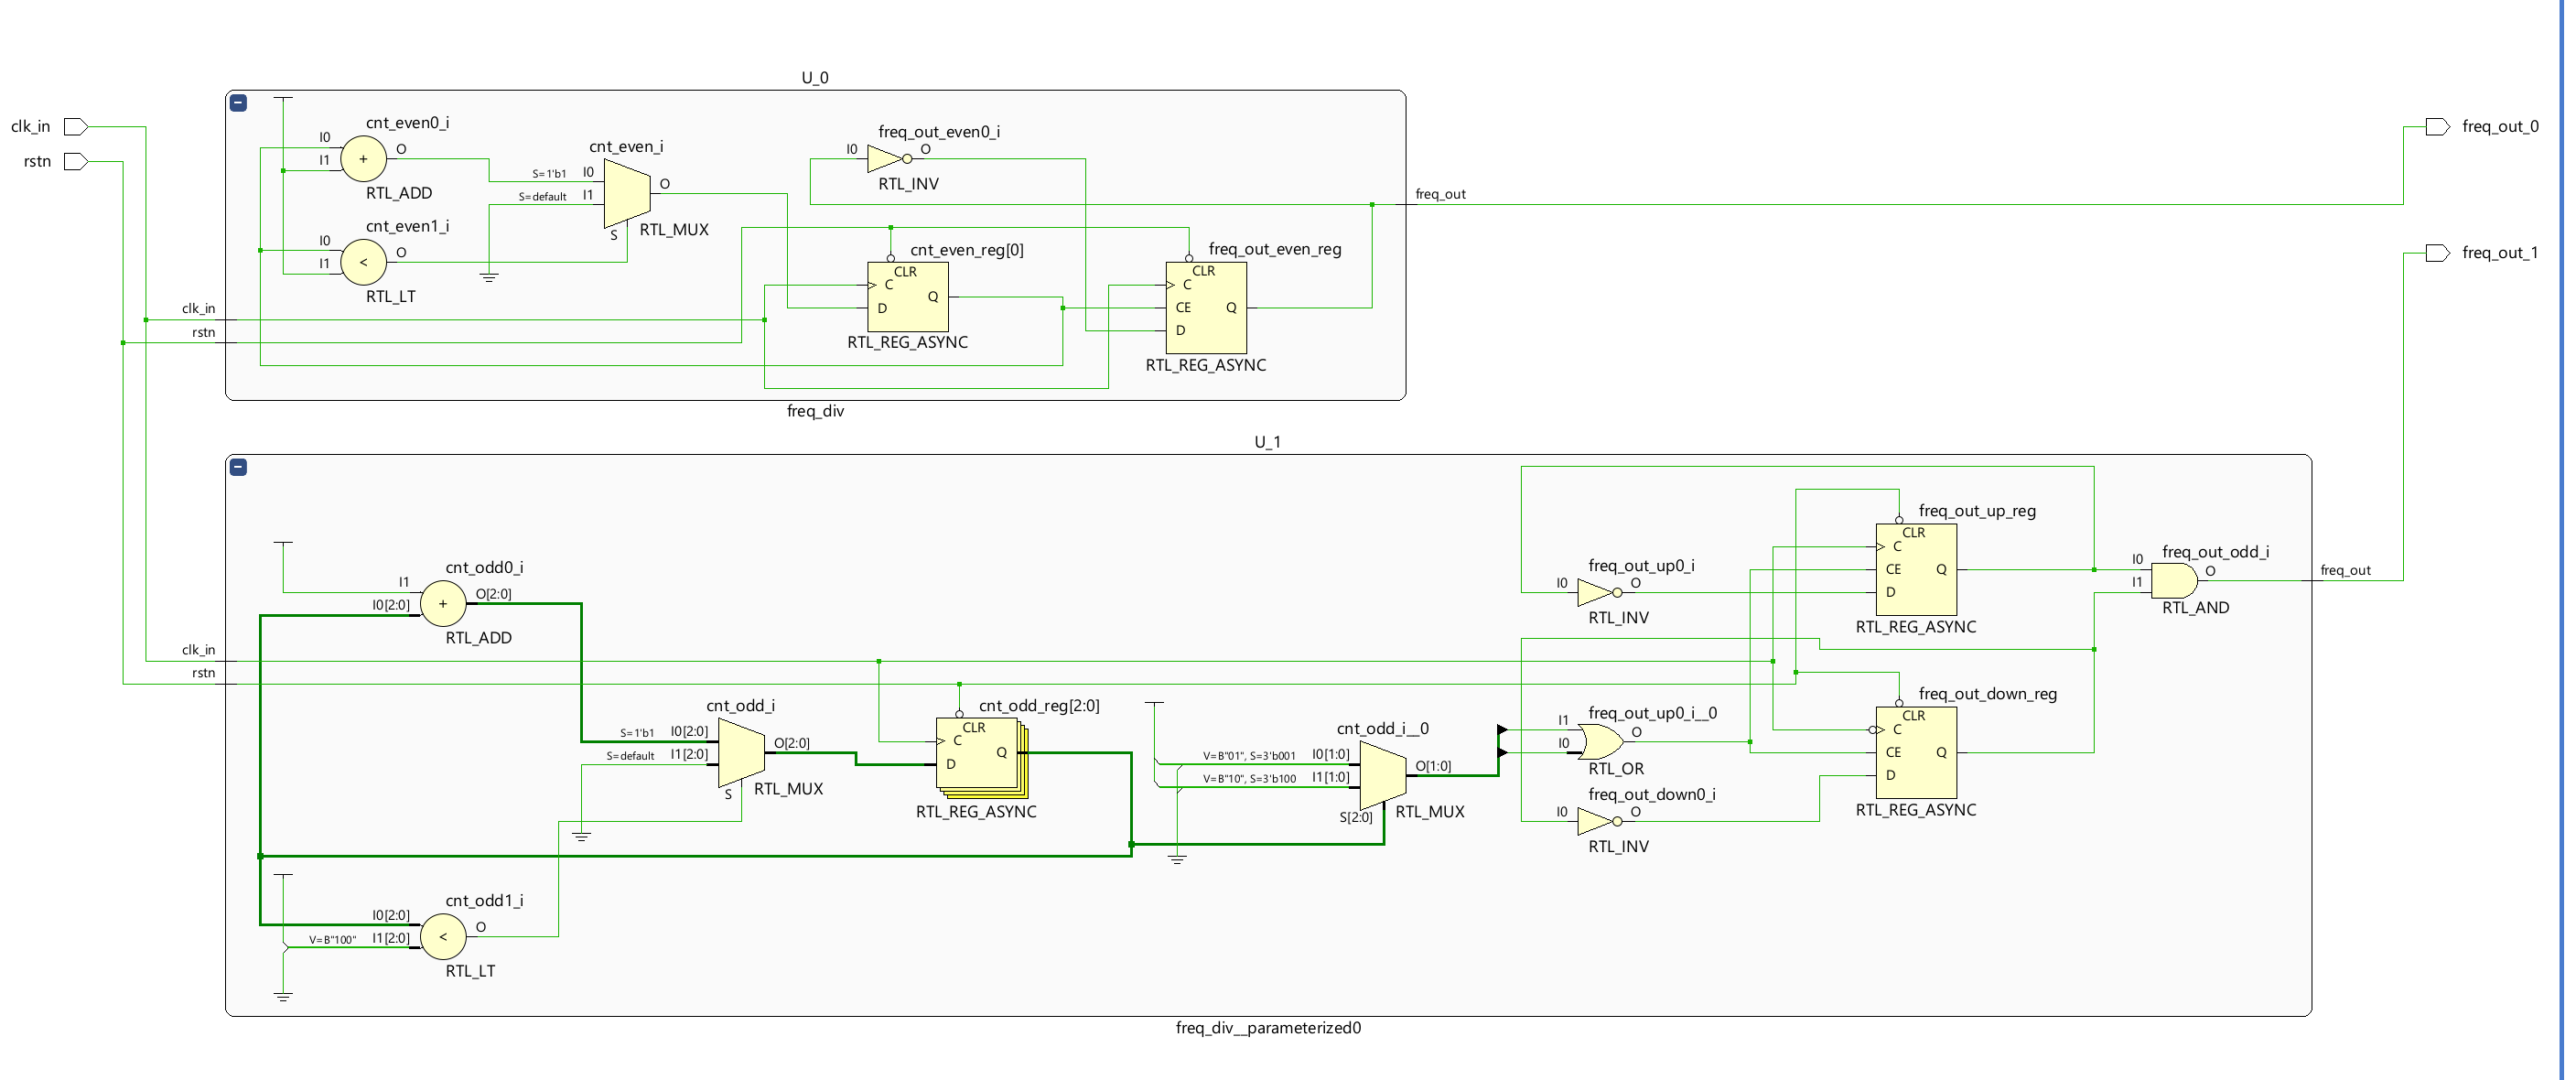 U_0
clk_in
rstn
cnt_even0_i
I0
I1
+
O
RTL_ADD
cnt_even1_i
I0
I1
<
O
RTL_LT
cnt_even_i
S=1'b1
I0
S=default
I1
O
S
RTL_MUX
freq_out_even0_i
I0
O
RTL_INV
cnt_even_reg[0]
CLR
C
D
Q
RTL_REG_ASYNC
freq_out_even_reg
CLR
C
CE
D
Q
RTL_REG_ASYNC
clk_in
rstn
freq_out
freq_div
freq_out_0
freq_out_1
U_1
cnt_odd0_i
I1
I0[2:0]
+
O[2:0]
RTL_ADD
clk_in
rstn
cnt_odd_i
S=1'b1
I0[2:0]
S=default
I1[2:0]
O[2:0]
S
RTL_MUX
cnt_odd_reg[2:0]
CLR
C
D
Q
RTL_REG_ASYNC
cnt_odd1_i
I0[2:0]
V=B"100"
I1[2:0]
<
O
RTL_LT
cnt_odd_i__0
V=B"01", S=3'b001
I0[1:0]
V=B"10", S=3'b100
I1[1:0]
O[1:0]
S[2:0]
RTL_MUX
freq_out_up0_i
I0
O
RTL_INV
freq_out_up0_i__0
I1
I0
O
RTL_OR
freq_out_down0_i
I0
O
RTL_INV
freq_out_up_reg
CLR
C
CE
D
Q
RTL_REG_ASYNC
freq_out_down_reg
CLR
C
CE
D
Q
RTL_REG_ASYNC
freq_out_odd_i
I0
I1
O
RTL_AND
freq_out
freq_div__parameterized0